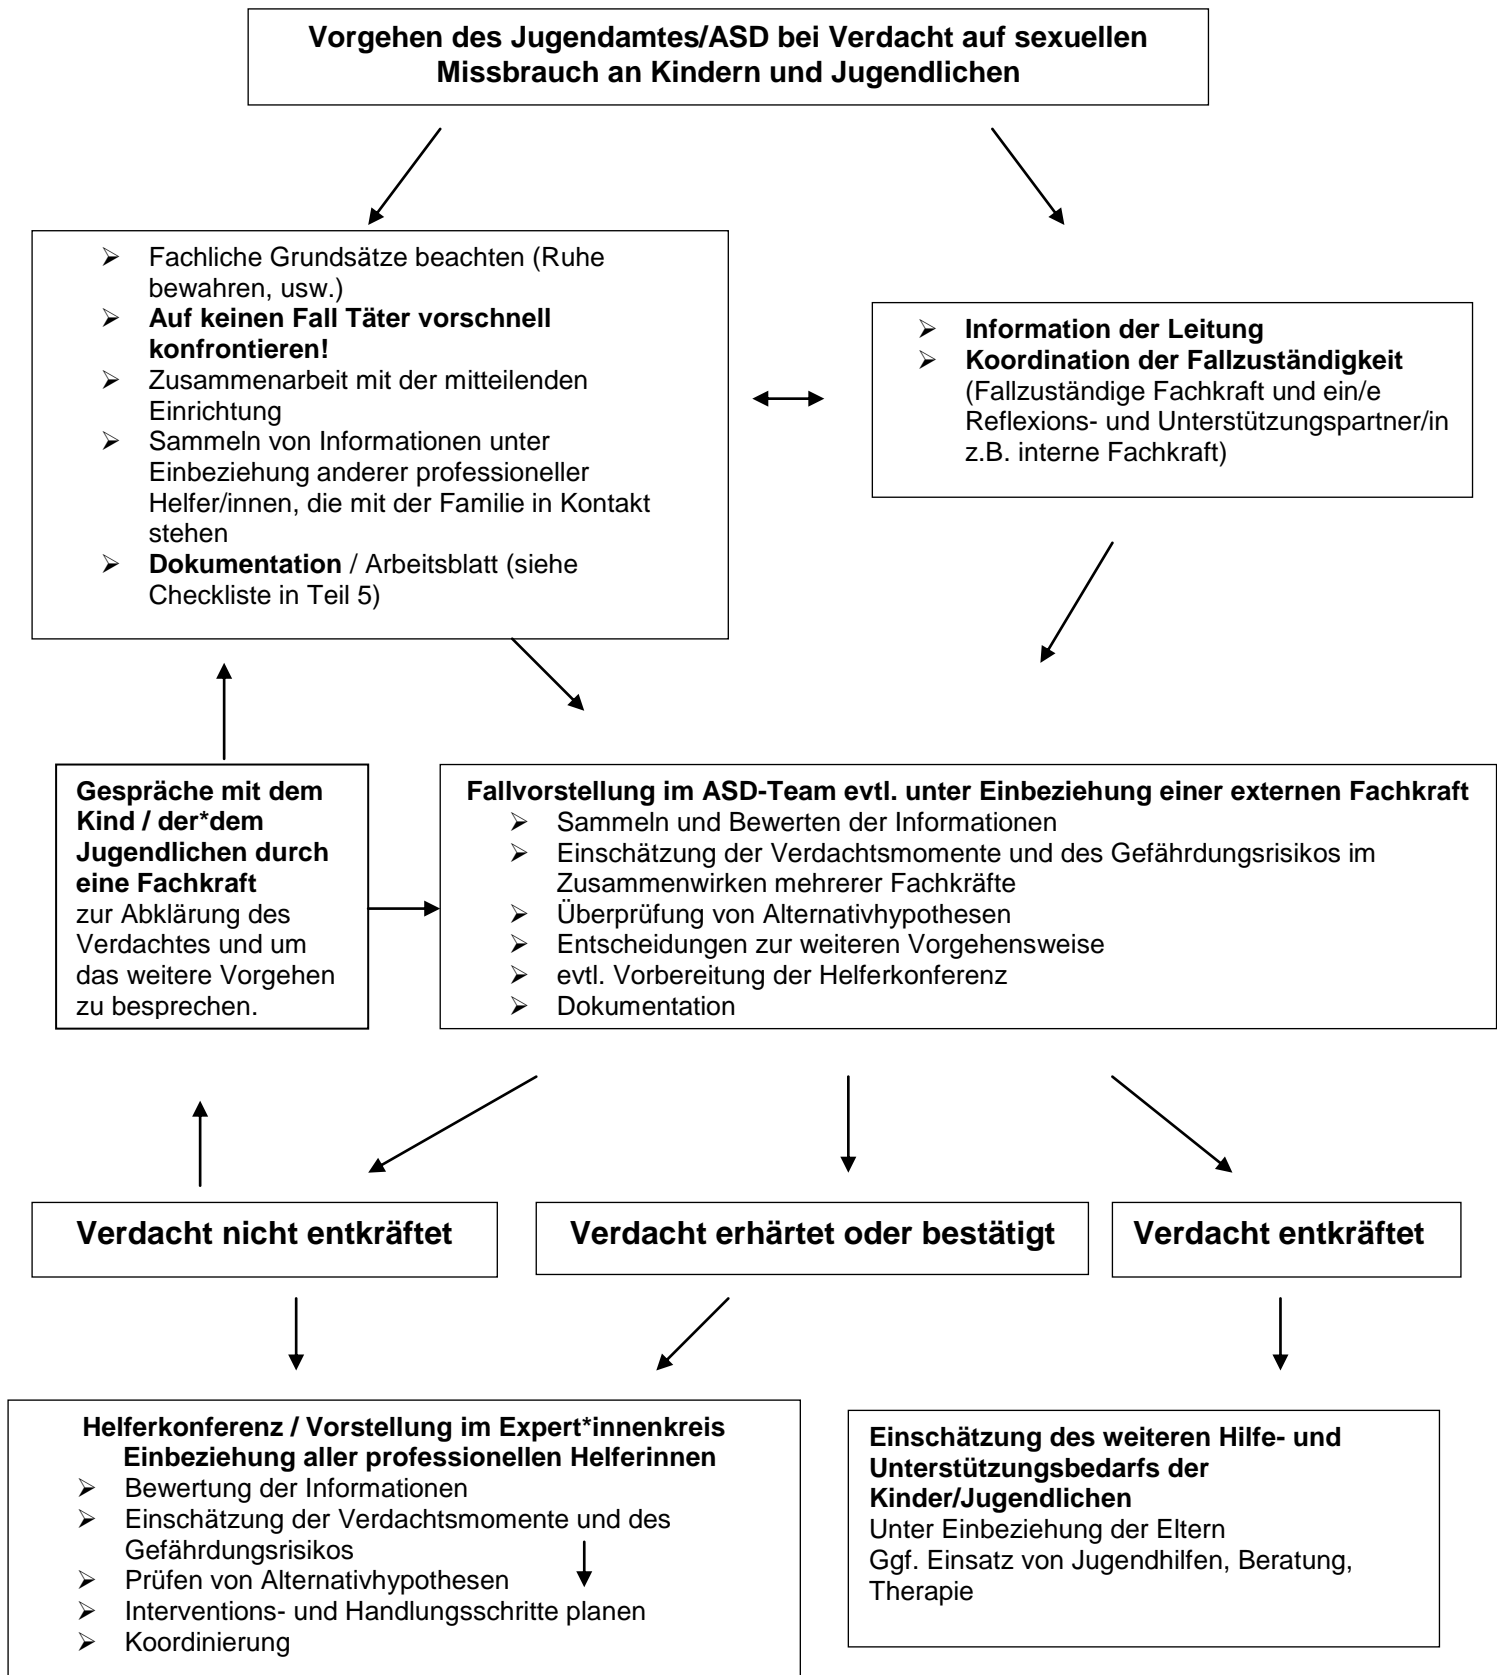 Vorgehen des Jugendamtes/ASD bei Verdacht auf sexuellen
Missbrauch an Kindern und Jugendlichen
➢ Fachliche Grundsätze beachten (Ruhe
bewahren, usw.)
➢ Auf keinen Fall Täter vorschnell
konfrontieren!
➢ Zusammenarbeit mit der mitteilenden
Einrichtung
➢ Sammeln von Informationen unter
Einbeziehung anderer professioneller
Helfer/innen, die mit der Familie in Kontakt
stehen
➢ Dokumentation / Arbeitsblatt (siehe
Checkliste in Teil 5)
➢ Information der Leitung
➢ Koordination der Fallzuständigkeit
(Fallzuständige Fachkraft und ein/e
Reflexions- und Unterstützungspartner/in
z.B. interne Fachkraft)
Gespräche mit dem
Kind / der*dem
Jugendlichen durch
eine Fachkraft
zur Abklärung des
Verdachtes und um
das weitere Vorgehen
zu besprechen.
Fallvorstellung im ASD-Team evtl. unter Einbeziehung einer externen Fachkraft
➢ Sammeln und Bewerten der Informationen
➢ Einschätzung der Verdachtsmomente und des Gefährdungsrisikos im
Zusammenwirken mehrerer Fachkräfte
➢ Überprüfung von Alternativhypothesen
➢ Entscheidungen zur weiteren Vorgehensweise
➢ evtl. Vorbereitung der Helferkonferenz
➢ Dokumentation
Verdacht nicht entkräftet
Verdacht erhärtet oder bestätigt
Verdacht entkräftet
Helferkonferenz / Vorstellung im Expert*innenkreis
Einbeziehung aller professionellen Helferinnen
➢ Bewertung der Informationen
➢ Einschätzung der Verdachtsmomente und des
Gefährdungsrisikos
➢ Prüfen von Alternativhypothesen
➢ Interventions- und Handlungsschritte planen
➢ Koordinierung
Einschätzung des weiteren Hilfe- und
Unterstützungsbedarfs der
Kinder/Jugendlichen
Unter Einbeziehung der Eltern
Ggf. Einsatz von Jugendhilfen, Beratung,
Therapie